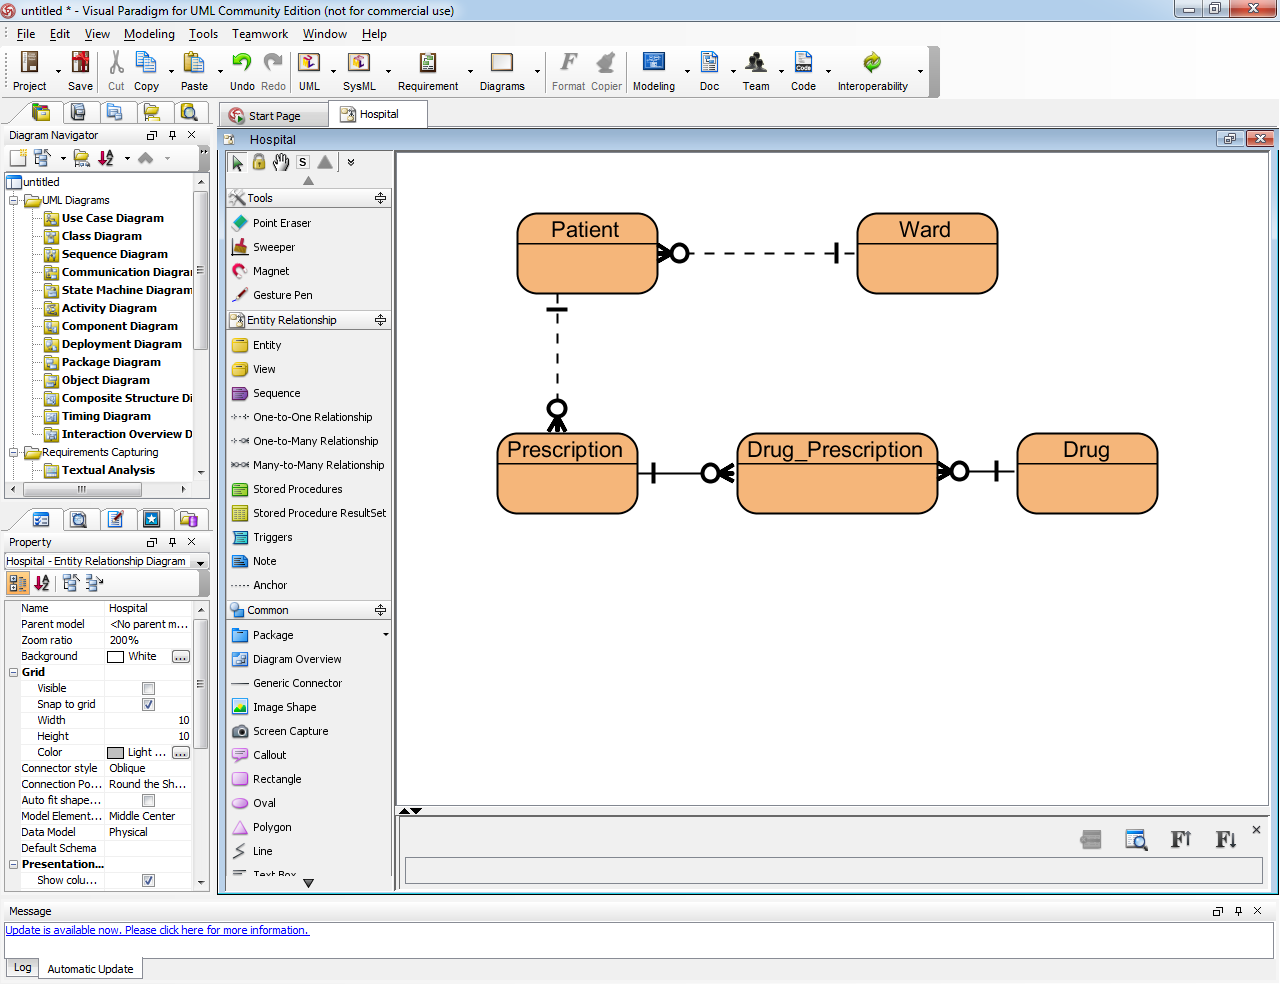 untitled * - Visual Paradigm for UML Community Edition (not for commercial use)
File Edit View Modeling Tools Teamwork Window Help
Project Save Cut Copy Paste Undo Redo UML SysML Requirement Diagrams Format Copier Modeling Doc Team Code Interoperability
Start Page Hospital
Diagram Navigator
untitled
UML Diagrams
Use Case Diagram
Class Diagram
Sequence Diagram
Communication Diagram
State Machine Diagram
Activity Diagram
Component Diagram
Deployment Diagram
Package Diagram
Object Diagram
Composite Structure Di
Timing Diagram
Interaction Overview D
Requirements Capturing
Textual Analysis
Property
Hospital - Entity Relationship Diagram
Name Hospital
Parent model <No parent m...
Zoom ratio 200%
Background White ...
Grid
Visible
Snap to grid
Width 10
Height 10
Color Light ... ...
Connector style Oblique
Connection Po... Round the Sh...
Auto fit shape...
Model Element... Middle Center
Data Model Physical
Default Schema
Presentation...
Show colu...
Hospital
S
Tools
Point Eraser
Sweeper
Magnet
Gesture Pen
Entity Relationship
Entity
View
Sequence
One-to-One Relationship
One-to-Many Relationship
Many-to-Many Relationship
Stored Procedures
Stored Procedure ResultSet
Triggers
Note
Anchor
Common
Package
Diagram Overview
Generic Connector
Image Shape
Screen Capture
Callout
Rectangle
Oval
Polygon
Line
Text Box
Patient
Ward
Prescription
Drug_Prescription
Drug
Message
Update is available now. Please click here for more information.
Log Automatic Update